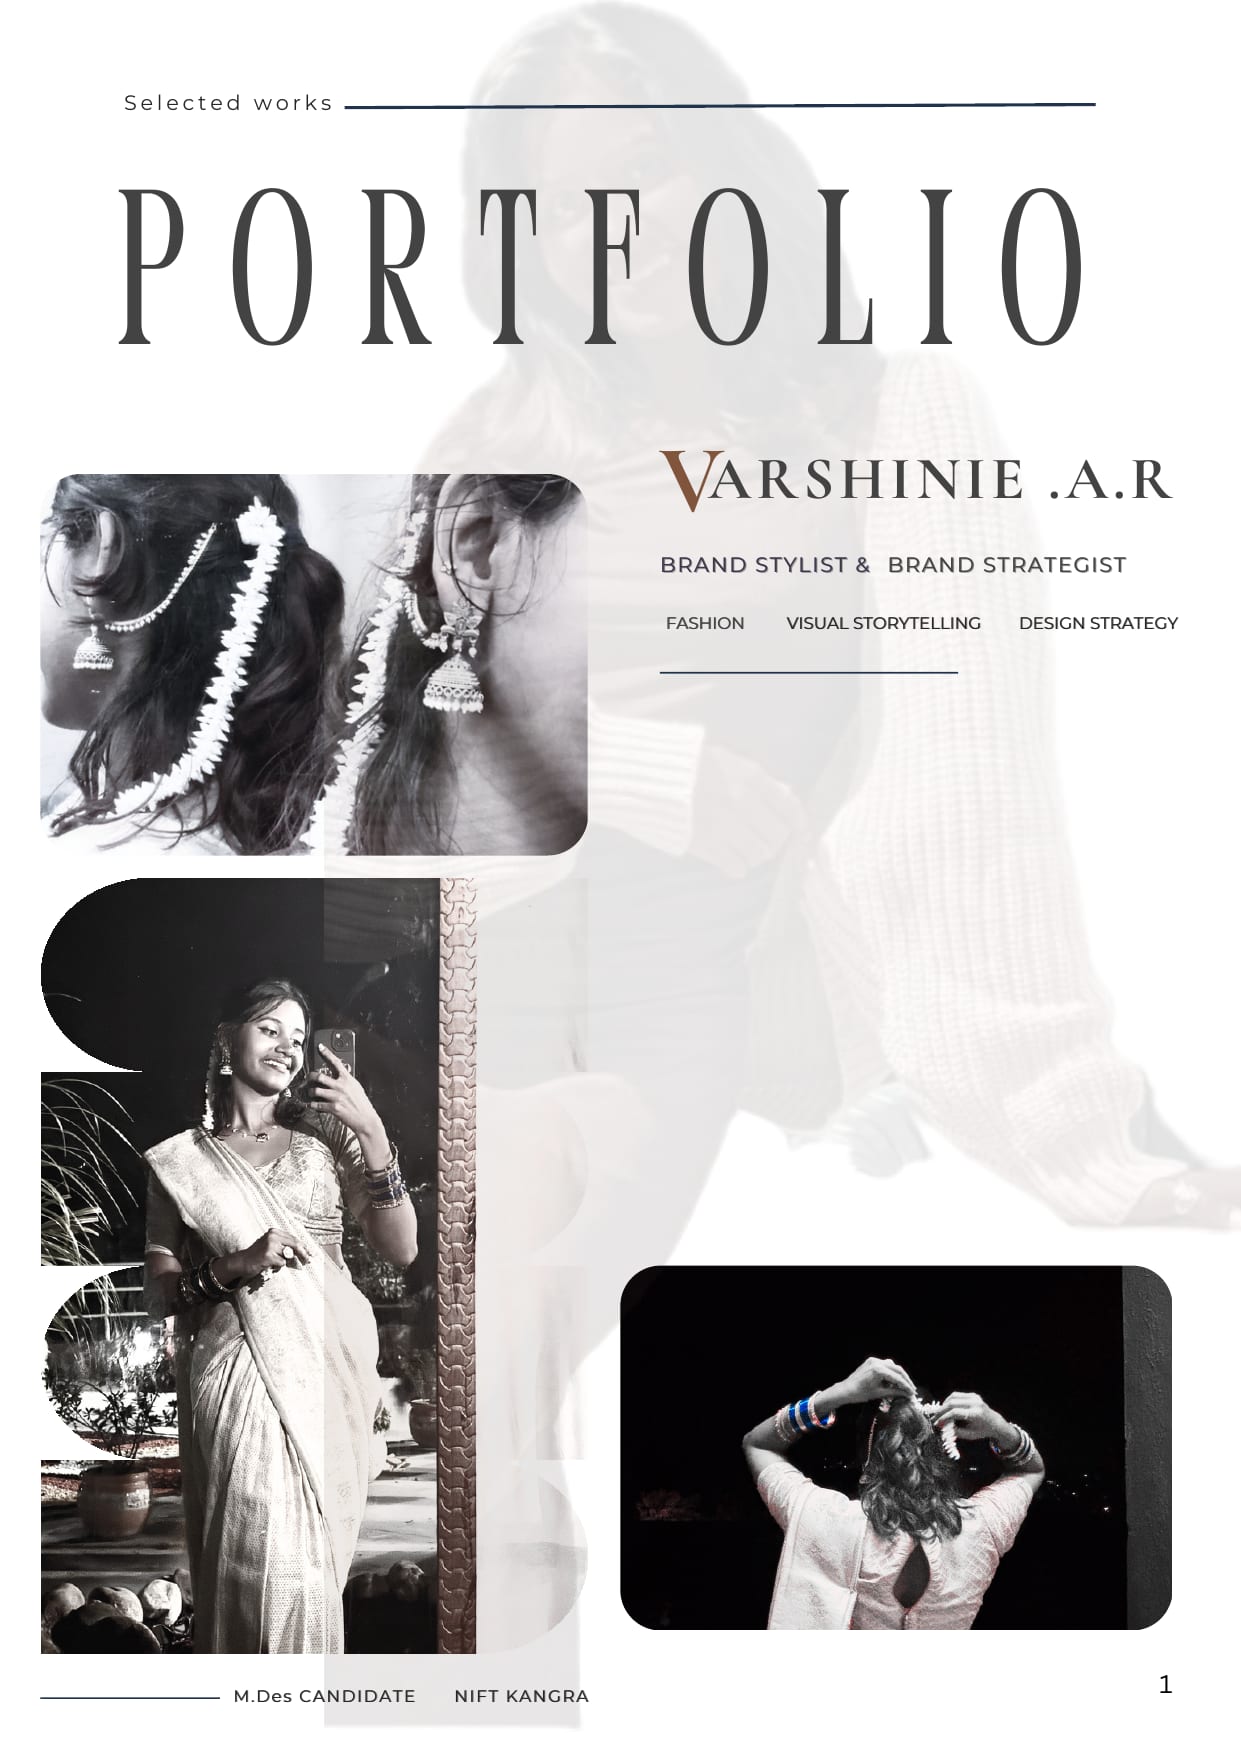 Selected works
PORTFOLIO
VARSHINIE .A.R
BRAND STYLIST & BRAND STRATEGIST
FASHION VISUAL STORYTELLING DESIGN STRATEGY
M.Des CANDIDATE NIFT KANGRA
1